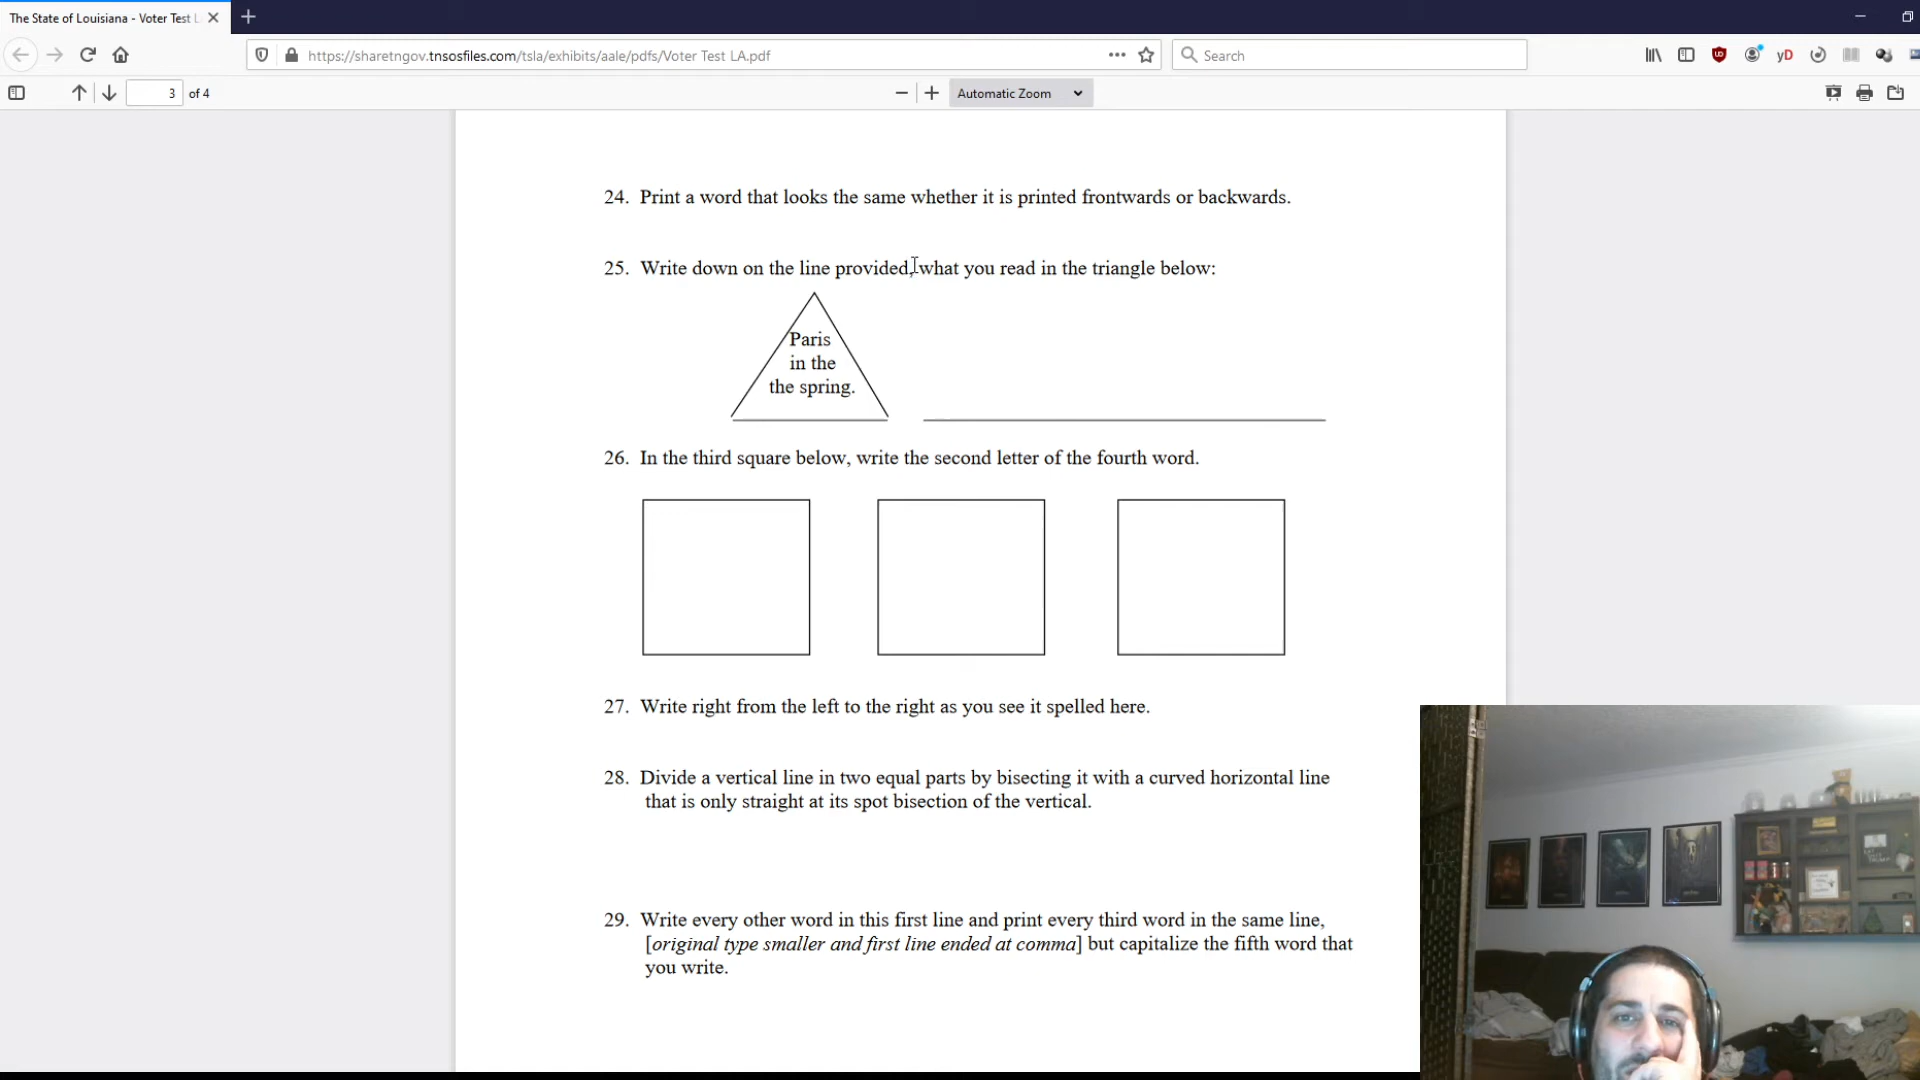 The State of Louisiana - Voter Test L
https://sharetngov.tnsosfiles.com/tsla/exhibits/aale/pdfs/Voter Test LA.pdf
Search
yD
3 of 4
Automatic Zoom
24. Print a word that looks the same whether it is printed frontwards or backwards.
25. Write down on the line provided, what you read in the triangle below:
Paris
in the
the spring.
26. In the third square below, write the second letter of the fourth word.
27. Write right from the left to the right as you see it spelled here.
28. Divide a vertical line in two equal parts by bisecting it with a curved horizontal line
that is only straight at its spot bisection of the vertical.
29. Write every other word in this first line and print every third word in the same line,
[original type smaller and first line ended at comma] but capitalize the fifth word that
you write.